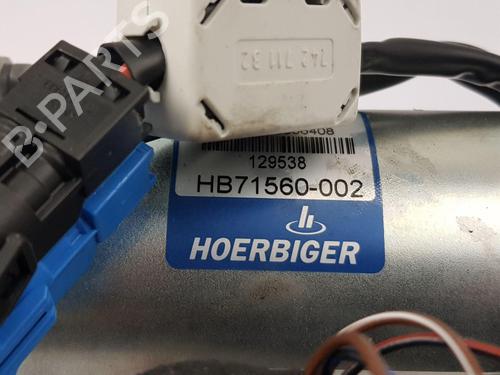 742 711 32
129538
HB71560-002
HOERBIGER
B-PARTS